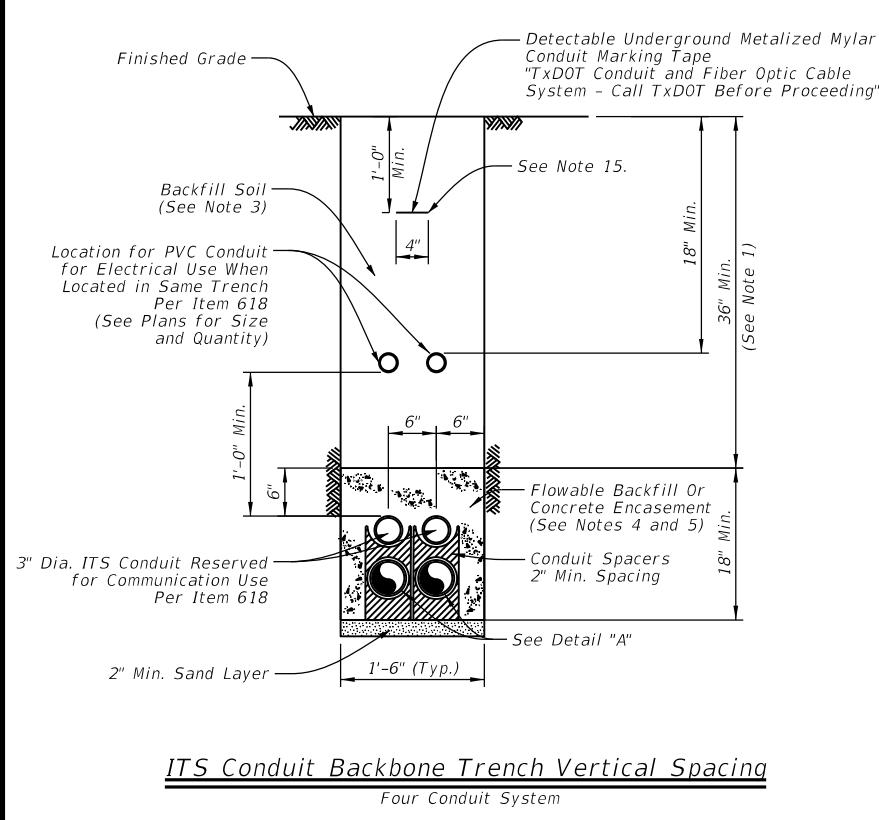 Detectable Underground Metalized Mylar
Conduit Marking Tape
"TxDOT Conduit and Fiber Optic Cable
System - Call TxDOT Before Proceeding"
Finished Grade
1'-0"
Min.
See Note 15.
Backfill Soil
(See Note 3)
4"
18" Min.
36" Min.
(See Note 1)
Location for PVC Conduit
for Electrical Use When
Located in Same Trench
Per Item 618
(See Plans for Size
and Quantity)
1'-0" Min.
6"
6"
6"
Flowable Backfill Or
Concrete Encasement
(See Notes 4 and 5)
18" Min.
3" Dia. ITS Conduit Reserved
for Communication Use
Per Item 618
Conduit Spacers
2" Min. Spacing
See Detail "A"
2" Min. Sand Layer
1'-6" (Typ.)
ITS Conduit Backbone Trench Vertical Spacing
Four Conduit System